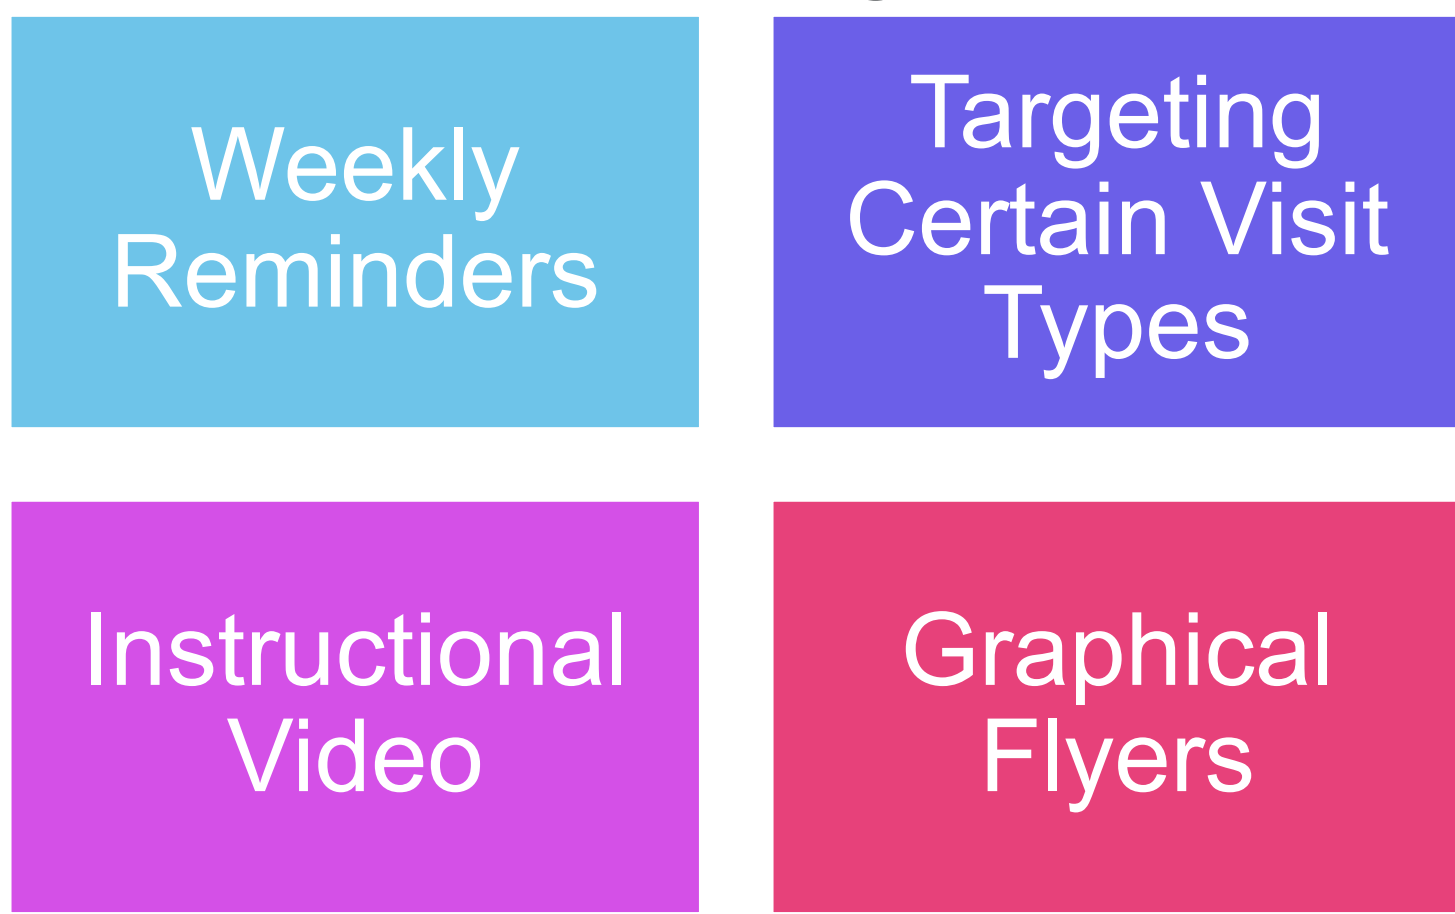 Weekly
Reminders
Targeting
Certain Visit
Types
Instructional
Video
Graphical
Flyers